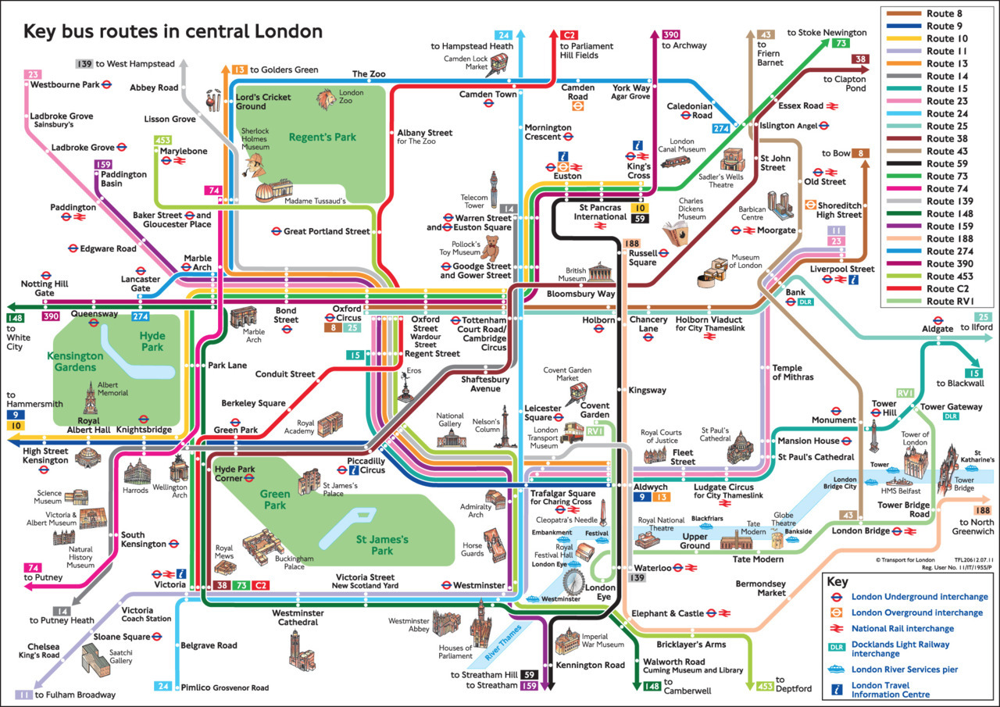 Key bus routes in central London
Route 8
Route 9
Route 10
Route 11
Route 13
Route 14
Route 15
Route 23
Route 24
Route 25
Route 38
Route 43
Route 59
Route 73
Route 74
Route 139
Route 148
Route 159
Route 188
Route 274
Route 390
Route 453
Route C2
Route RV1
24
to Hampstead Heath
Camden Lock
Market
C2
to Parliament
Hill Fields
390
to Archway
43
to
Friern
Barnet
to Stoke Newington
73
38
to Clapton
Pond
139 to West Hampstead
23
Westbourne Park
Abbey Road
13 to Golders Green
The Zoo
Lord's Cricket
Ground
London
Zoo
Camden Town
Camden
Road
York Way
Agar Grove
Caledonian
Road
274
Essex Road
Islington Angel
Ladbroke Grove
Sainsbury's
Lisson Grove
Sherlock
Holmes
Museum
Regent's Park
Albany Street
for The Zoo
Mornington
Crescent
London
Canal Museum
Ladbroke Grove
453
Marylebone
159
Paddington
Basin
Euston
King's
Cross
Sadler's Wells
Theatre
St John
Street
to Bow 8
Old Street
74
Madame Tussaud's
Telecom
Tower
14
Paddington
Baker Street and
Gloucester Place
Warren Street
and Euston Square
St Pancras
International
10
59
Charles
Dickens
Museum
Barbican
Centre
Shoreditch
High Street
Great Portland Street
Moorgate
11
23
Edgware Road
Pollock's
Toy Museum
188
Russell
Square
Museum
of London
Liverpool Street
Marble
Arch
Goodge Street
and Gower Street
British
Museum
Notting Hill
Gate
Lancaster
Gate
Bloomsbury Way
Bank
DLR
148
to
White
City
390
Queensway
274
Marble
Arch
Bond
Street
Oxford
Circus
8 25
Oxford
Street
Wardour
Street
Tottenham
Court Road/
Cambridge
Circus
Holborn
Chancery
Lane
Holborn Viaduct
for City Thameslink
Aldgate
25
to Ilford
Hyde
Park
Kensington
Gardens
Park Lane
15
Regent Street
Conduit Street
Eros
Shaftesbury
Avenue
Covent Garden
Market
Temple
of Mithras
15
to Blackwall
Albert
Memorial
Kingsway
to
Hammersmith
9
10
Royal
Albert Hall
Knightsbridge
Berkeley Square
Green Park
Royal
Academy
National
Gallery
Nelson's
Column
Leicester
Square
Covent
Garden
RV1
London
Transport
Museum
Royal Courts
of Justice
St Paul's
Cathedral
Fleet
Street
Monument
Tower
Hill
RV1
Tower Gateway
DLR
Mansion House
St Paul's Cathedral
Tower of
London
St
Katharine's
High Street
Kensington
Harrods
Wellington
Arch
Hyde Park
Corner
Piccadilly
Circus
Aldwych
9 13
Ludgate Circus
for City Thameslink
London
Bridge City
Tower
HMS Belfast
Tower
Bridge
Science
Museum
Victoria &
Albert Museum
Natural
History
Museum
Green
Park
St James's
Palace
St James's
Park
Admiralty
Arch
Trafalgar Square
for Charing Cross
Cleopatra's Needle
Embankment
Festival
Royal National
Theatre
Blackfriars
Upper
Ground
Tate
Modern
Globe
Theatre
Bankside
43
Tower Bridge
Road
188
to North
Greenwich
London Bridge
South
Kensington
Royal
Mews
Buckingham
Palace
Horse
Guards
Royal
Festival Hall
London Eye
Tate Modern
74
to Putney
Waterloo
139
© Transport for London TFL20612.07.11
Reg. User No. 11/IT/1955/P
14
to Putney Heath
Victoria
38 73 C2
Victoria Street
New Scotland Yard
Westminster
Westminster
London
Eye
Bermondsey
Market
Victoria
Coach Station
Westminster
Cathedral
Elephant & Castle
Sloane Square
Westminster
Abbey
Chelsea
King's Road
Saatchi
Gallery
Belgrave Road
Houses of
Parliament
River Thames
Imperial
War Museum
Bricklayer's Arms
Kennington Road
Walworth Road
Cuming Museum and Library
11 to Fulham Broadway
24 Pimlico Grosvenor Road
to Streatham Hill 59
to Streatham 159
148 to
Camberwell
453 to
Deptford
Key
London Underground interchange
London Overground interchange
National Rail interchange
DLR Docklands Light Railway
interchange
London River Services pier
London Travel
Information Centre